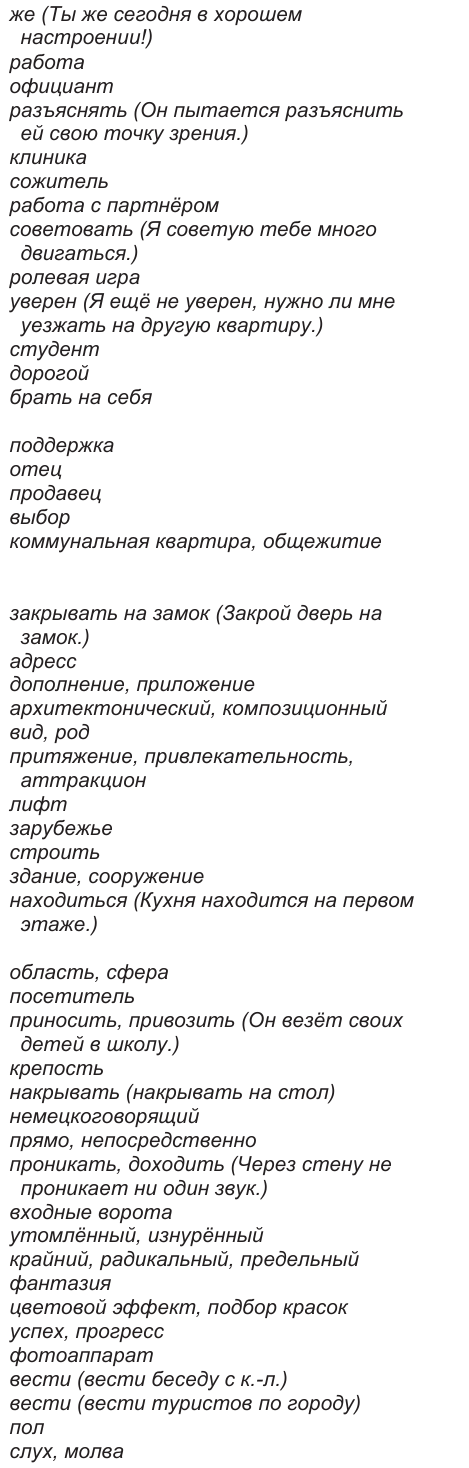 же (Ты же сегодня в хорошем
настроении!)
работа
официант
разъяснять (Он пытается разъяснить
ей свою точку зрения.)
клиника
сожитель
работа с партнёром
советовать (Я советую тебе много
двигаться.)
ролевая игра
уверен (Я ещё не уверен, нужно ли мне
уезжать на другую квартиру.)
студент
дорогой
брать на себя
поддержка
отец
продавец
выбор
коммунальная квартира, общежитие
закрывать на замок (Закрой дверь на
замок.)
адресс
дополнение, приложение
архитектонический, композиционный
вид, род
притяжение, привлекательность,
аттракцион
лифт
зарубежье
строить
здание, сооружение
находиться (Кухня находится на первом
этаже.)
область, сфера
посетитель
приносить, привозить (Он везёт своих
детей в школу.)
крепость
накрывать (накрывать на стол)
немецкоговорящий
прямо, непосредственно
проникать, доходить (Через стену не
проникает ни один звук.)
входные ворота
утомлённый, изнурённый
крайний, радикальный, предельный
фантазия
цветовой эффект, подбор красок
успех, прогресс
фотоаппарат
вести (вести беседу с к.-л.)
вести (вести туристов по городу)
пол
слух, молва